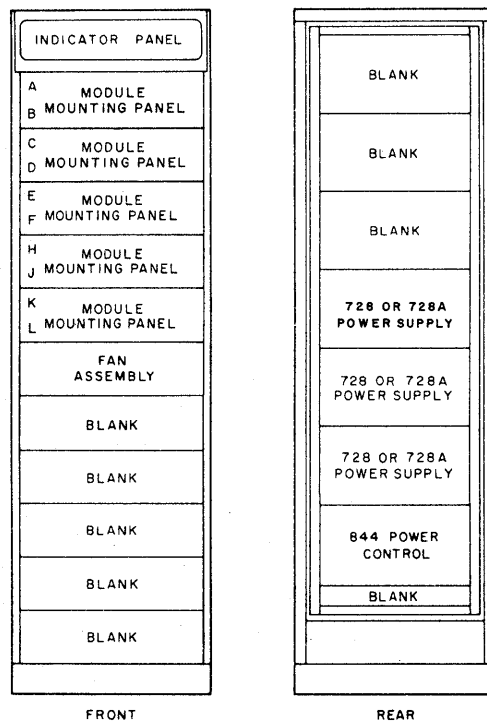 INDICATOR PANEL
A MODULE
B MOUNTING PANEL
C MODULE
D MOUNTING PANEL
E MODULE
F MOUNTING PANEL
H MODULE
J MOUNTING PANEL
K MODULE
L MOUNTING PANEL
FAN
ASSEMBLY
BLANK
BLANK
BLANK
BLANK
BLANK
FRONT
BLANK
BLANK
BLANK
728 OR 728A
POWER SUPPLY
728 OR 728A
POWER SUPPLY
728 OR 728A
POWER SUPPLY
844 POWER
CONTROL
BLANK
REAR